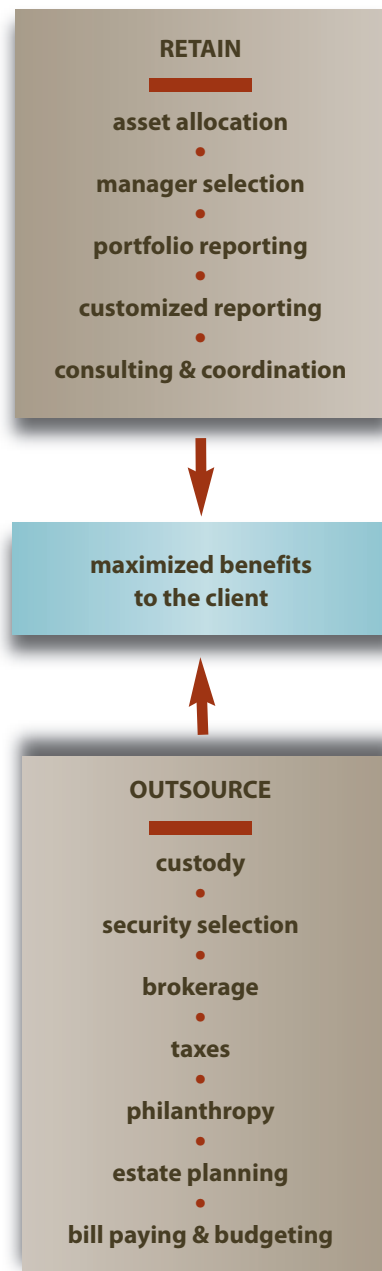 RETAIN
asset allocation
manager selection
portfolio reporting
customized reporting
consulting & coordination
maximized benefits
to the client
OUTSOURCE
custody
security selection
brokerage
taxes
philanthropy
estate planning
bill paying & budgeting